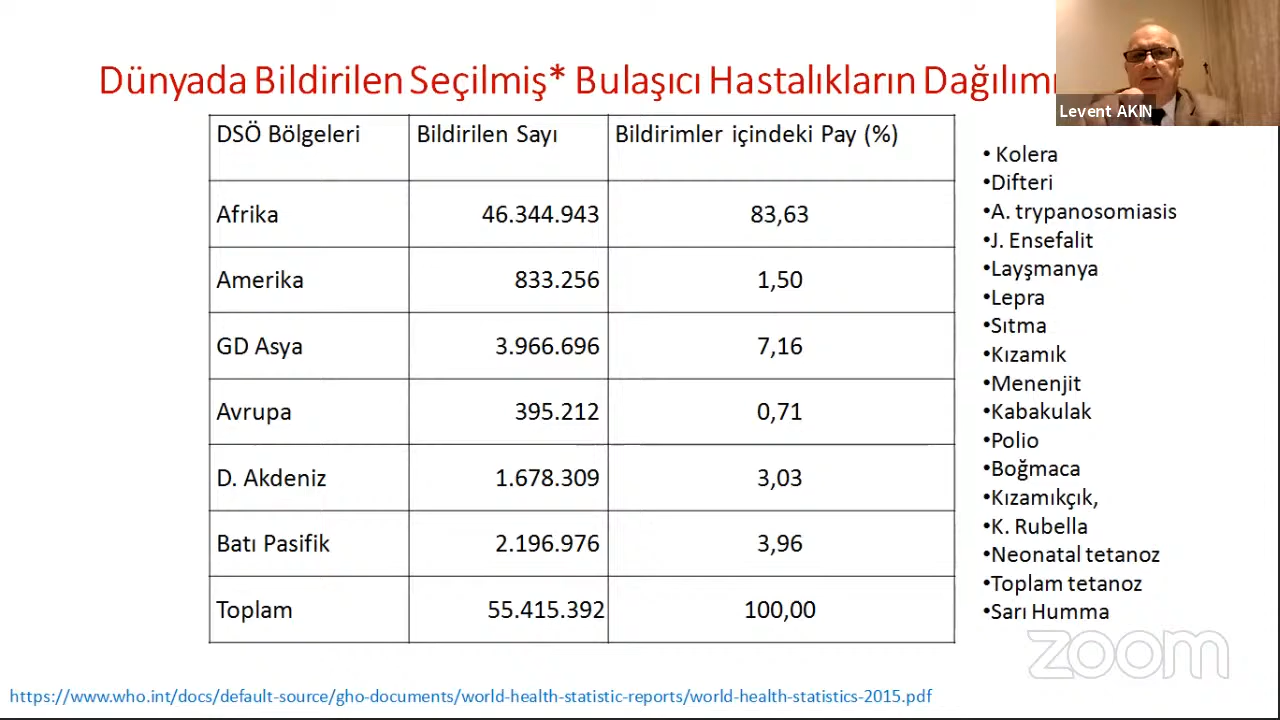 Dünyada Bildirilen Seçilmiş* Bulaşıcı Hastalıkların Dağılımı
Levent AKIN
DSÖ Bölgeleri Bildirilen Sayı Bildirimler içindeki Pay (%)
Afrika 46.344.943 83,63
Amerika 833.256 1,50
GD Asya 3.966.696 7,16
Avrupa 395.212 0,71
D. Akdeniz 1.678.309 3,03
Batı Pasifik 2.196.976 3,96
Toplam 55.415.392 100,00
• Kolera
•Difteri
•A. trypanosomiasis
•J. Ensefalit
•Layşmanya
•Lepra
•Sıtma
•Kızamık
•Menenjit
•Kabakulak
•Polio
•Boğmaca
•Kızamıkçık,
•K. Rubella
•Neonatal tetanoz
•Toplam tetanoz
•Sarı Humma
zoom
https://www.who.int/docs/default-source/gho-documents/world-health-statistic-reports/world-health-statistics-2015.pdf